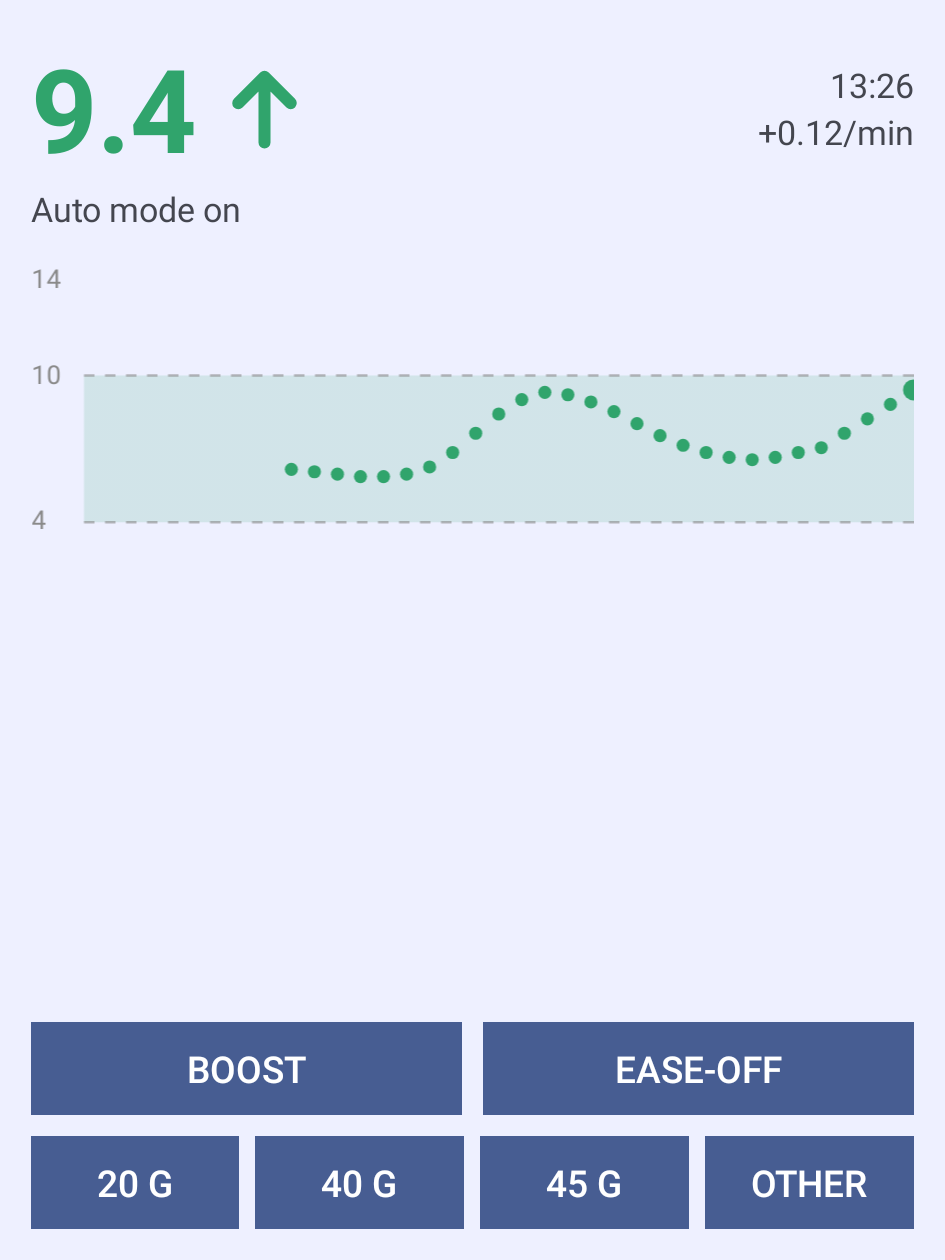 9.4
13:26
+0.12/min
Auto mode on
14
10
4
BOOST
EASE-OFF
20 G
40 G
45 G
OTHER